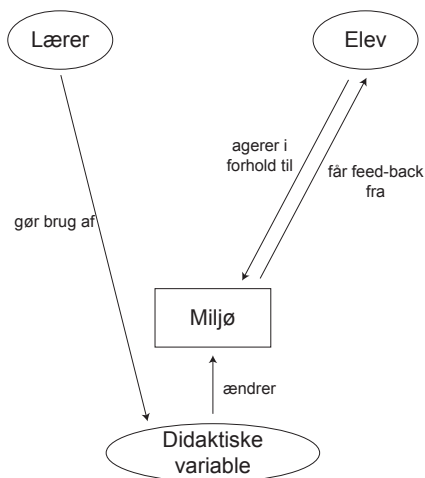 Lærer
Elev
agerer i
forhold til
får feed-back
fra
gør brug af
Miljø
ændrer
Didaktiske
variable